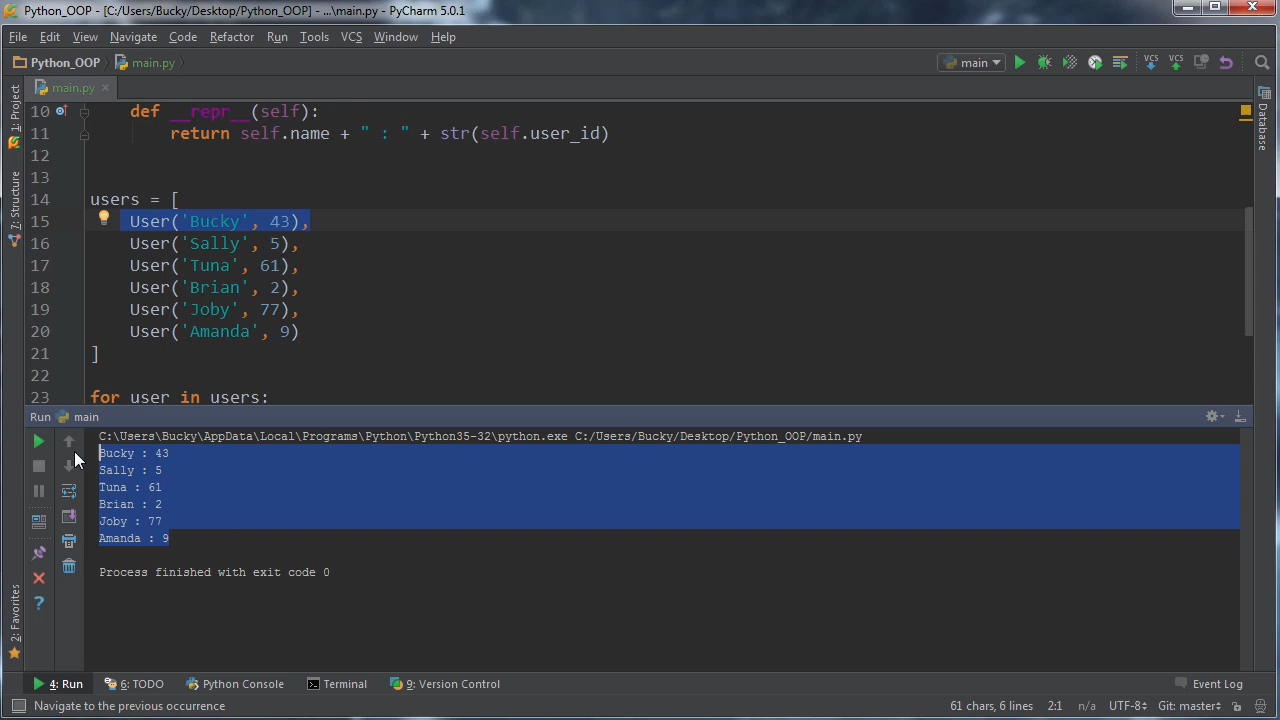 Python_OOP - [C:/Users/Bucky/Desktop/Python_OOP] - ...\main.py - PyCharm 5.0.1
File Edit View Navigate Code Refactor Run Tools VCS Window Help
Python_OOP main.py main VCS VCS
1: Project
7: Structure
2: Favorites
Database
main.py
10 def __repr__(self):
11 return self.name + " : " + str(self.user_id)
12
13
14 users = [
15 User('Bucky', 43),
16 User('Sally', 5),
17 User('Tuna', 61),
18 User('Brian', 2),
19 User('Joby', 77),
20 User('Amanda', 9)
21 ]
22
23 for user in users:
Run main
C:\Users\Bucky\AppData\Local\Programs\Python\Python35-32\python.exe C:/Users/Bucky/Desktop/Python_OOP/main.py
Bucky : 43
Sally : 5
Tuna : 61
Brian : 2
Joby : 77
Amanda : 9
Process finished with exit code 0
4: Run 6: TODO Python Console Terminal 9: Version Control Event Log
Navigate to the previous occurrence 61 chars, 6 lines 2:1 n/a UTF-8 Git: master